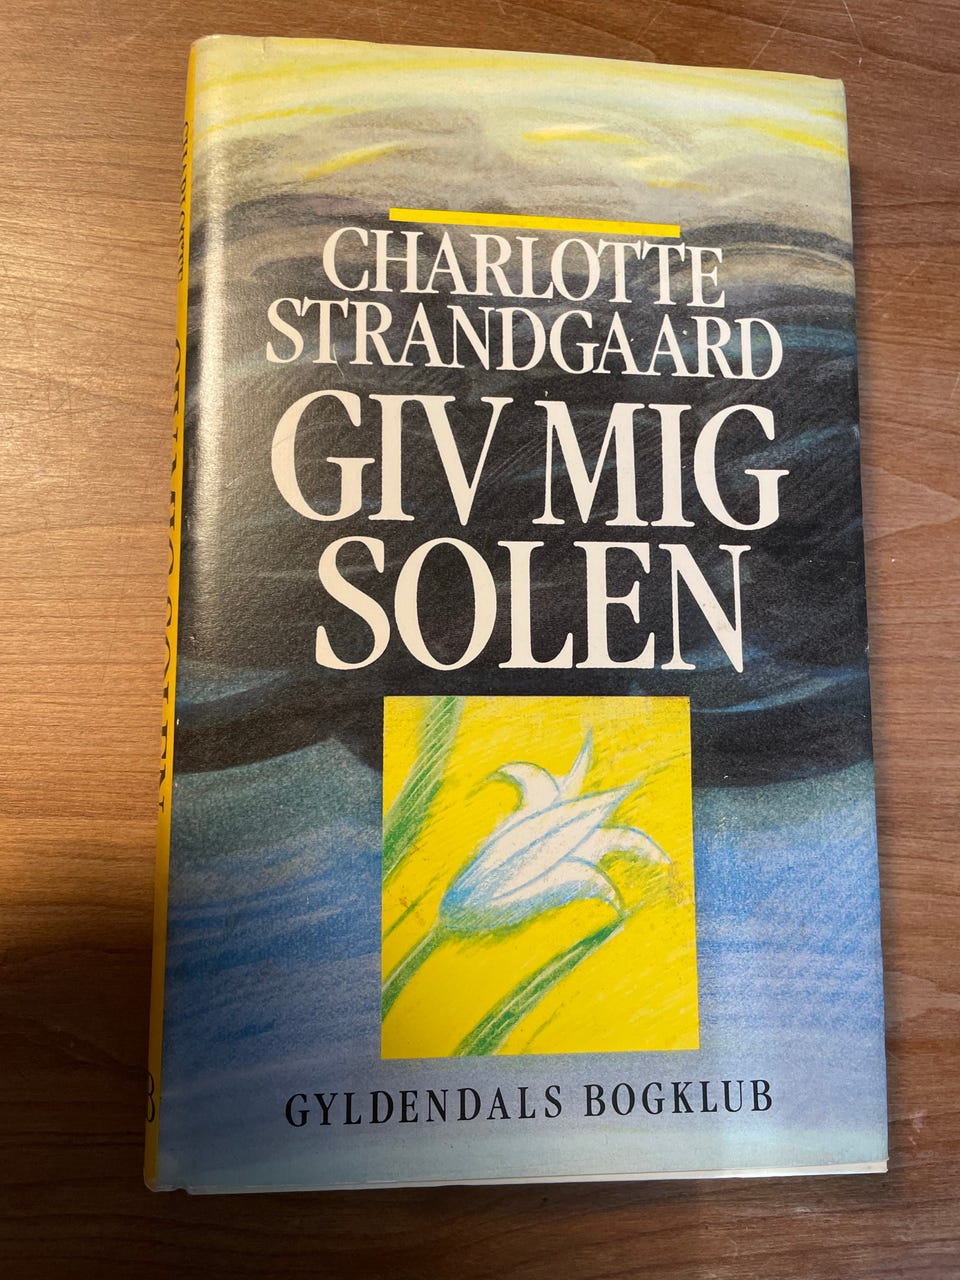 CHARLOTTE
STRANDGAARD
GIV MIG
SOLEN
GYLDENDALS BOGKLUB